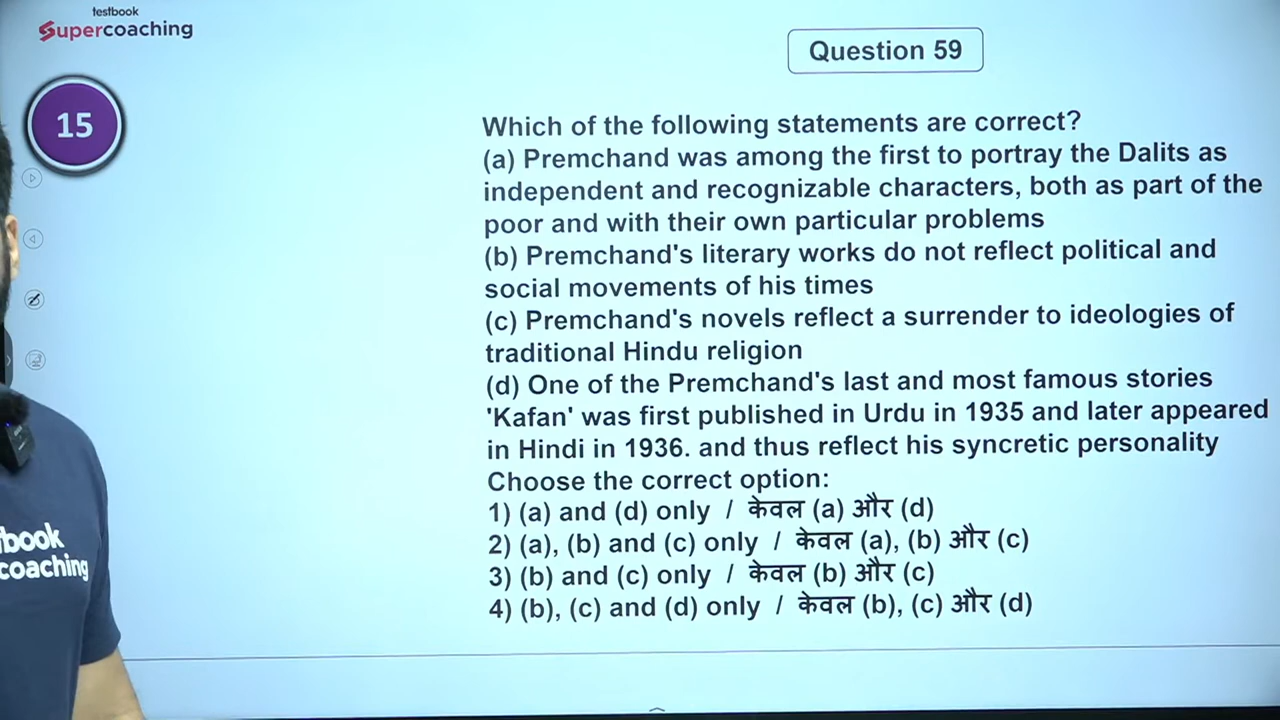 testbook
Supercoaching
Question 59
15
Which of the following statements are correct?
(a) Premchand was among the first to portray the Dalits as
independent and recognizable characters, both as part of the
poor and with their own particular problems
(b) Premchand's literary works do not reflect political and
social movements of his times
(c) Premchand's novels reflect a surrender to ideologies of
traditional Hindu religion
(d) One of the Premchand's last and most famous stories
'Kafan' was first published in Urdu in 1935 and later appeared
in Hindi in 1936. and thus reflect his syncretic personality
Choose the correct option:
1) (a) and (d) only / केवल (a) और (d)
2) (a), (b) and (c) only / केवल (a), (b) और (c)
3) (b) and (c) only / केवल (b) और (c)
4) (b), (c) and (d) only / केवल (b), (c) और (d)
book
coaching